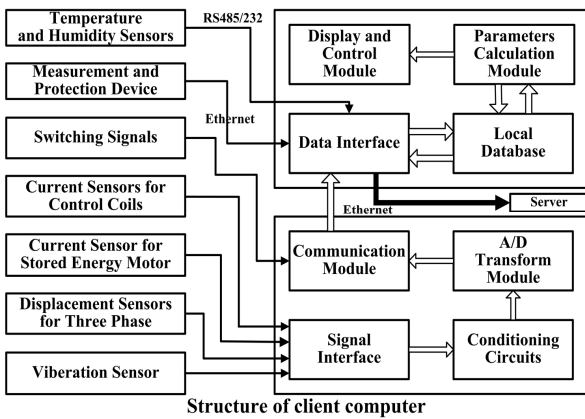 Temperature
and Humidity Sensors
RS485/232
Measurement and
Protection Device
Ethernet
Switching Signals
Current Sensors for
Control Coils
Current Sensor for
Stored Energy Motor
Displacement Sensors
for Three Phase
Viberation Sensor
Display and
Control
Module
Parameters
Calculation
Module
Data Interface
Local
Database
Ethernet
Server
Communication
Module
A/D
Transform
Module
Signal
Interface
Conditioning
Circuits
Structure of client computer